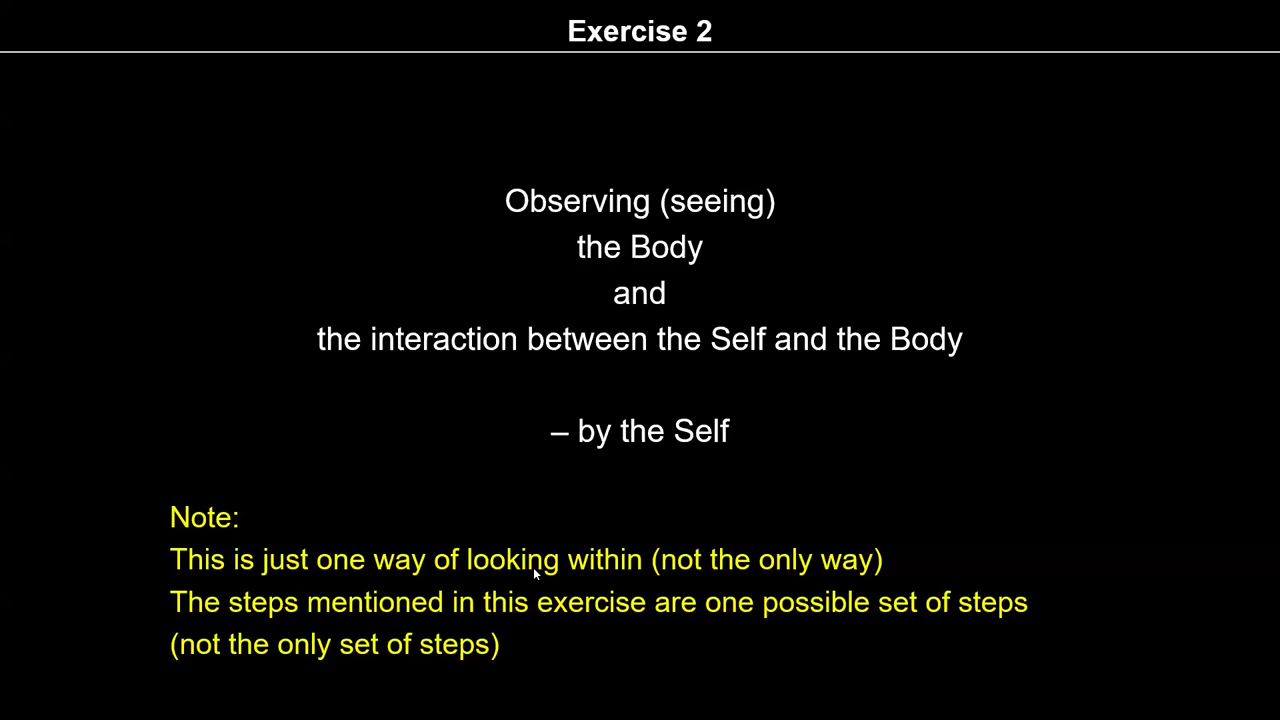 Exercise 2
Observing (seeing)
the Body
and
the interaction between the Self and the Body
– by the Self
Note:
This is just one way of looking within (not the only way)
The steps mentioned in this exercise are one possible set of steps
(not the only set of steps)